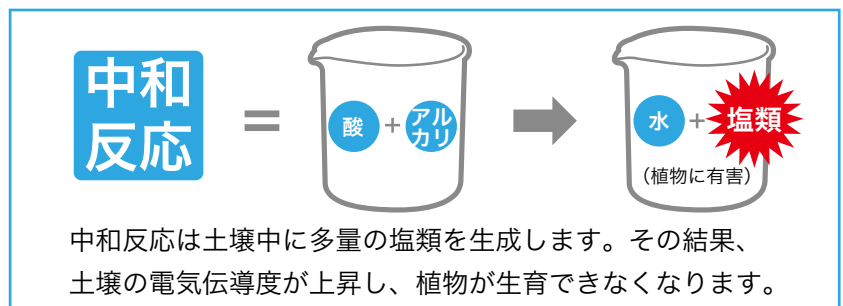 中和
反応
=
酸
+
アル
カリ
水
+
塩類
（植物に有害）
中和反応は土壌中に多量の塩類を生成します。その結果、
土壌の電気伝導度が上昇し、植物が生育できなくなります。